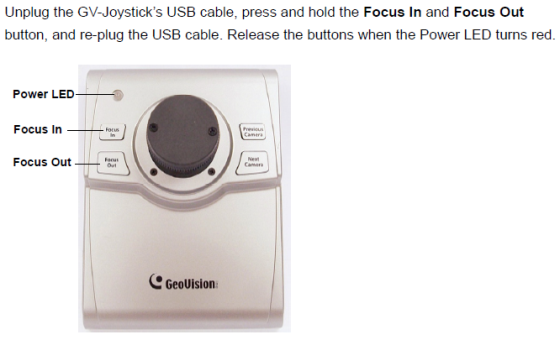 Unplug the GV-Joystick’s USB cable, press and hold the Focus In and Focus Out
button, and re-plug the USB cable. Release the buttons when the Power LED turns red.
Power LED
Focus In
Focus Out
Focus
In
Focus
Out
Previous
Camera
Next
Camera
GeoVision